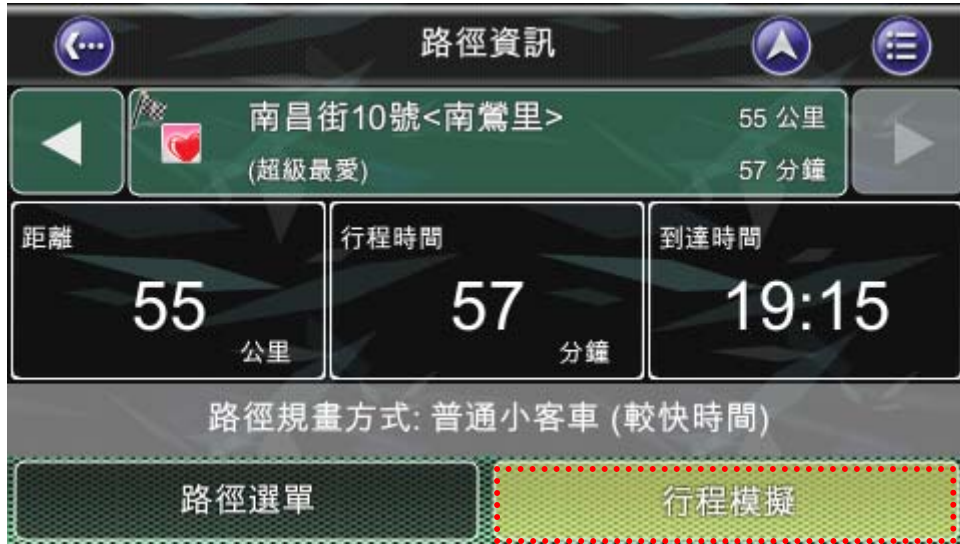 路徑資訊
南昌街10號<南鶯里> 55 公里
(超級最愛) 57 分鐘
距離 行程時間 到達時間
55 公里 57 分鐘 19:15
路徑規畫方式: 普通小客車 (較快時間)
路徑選單 行程模擬